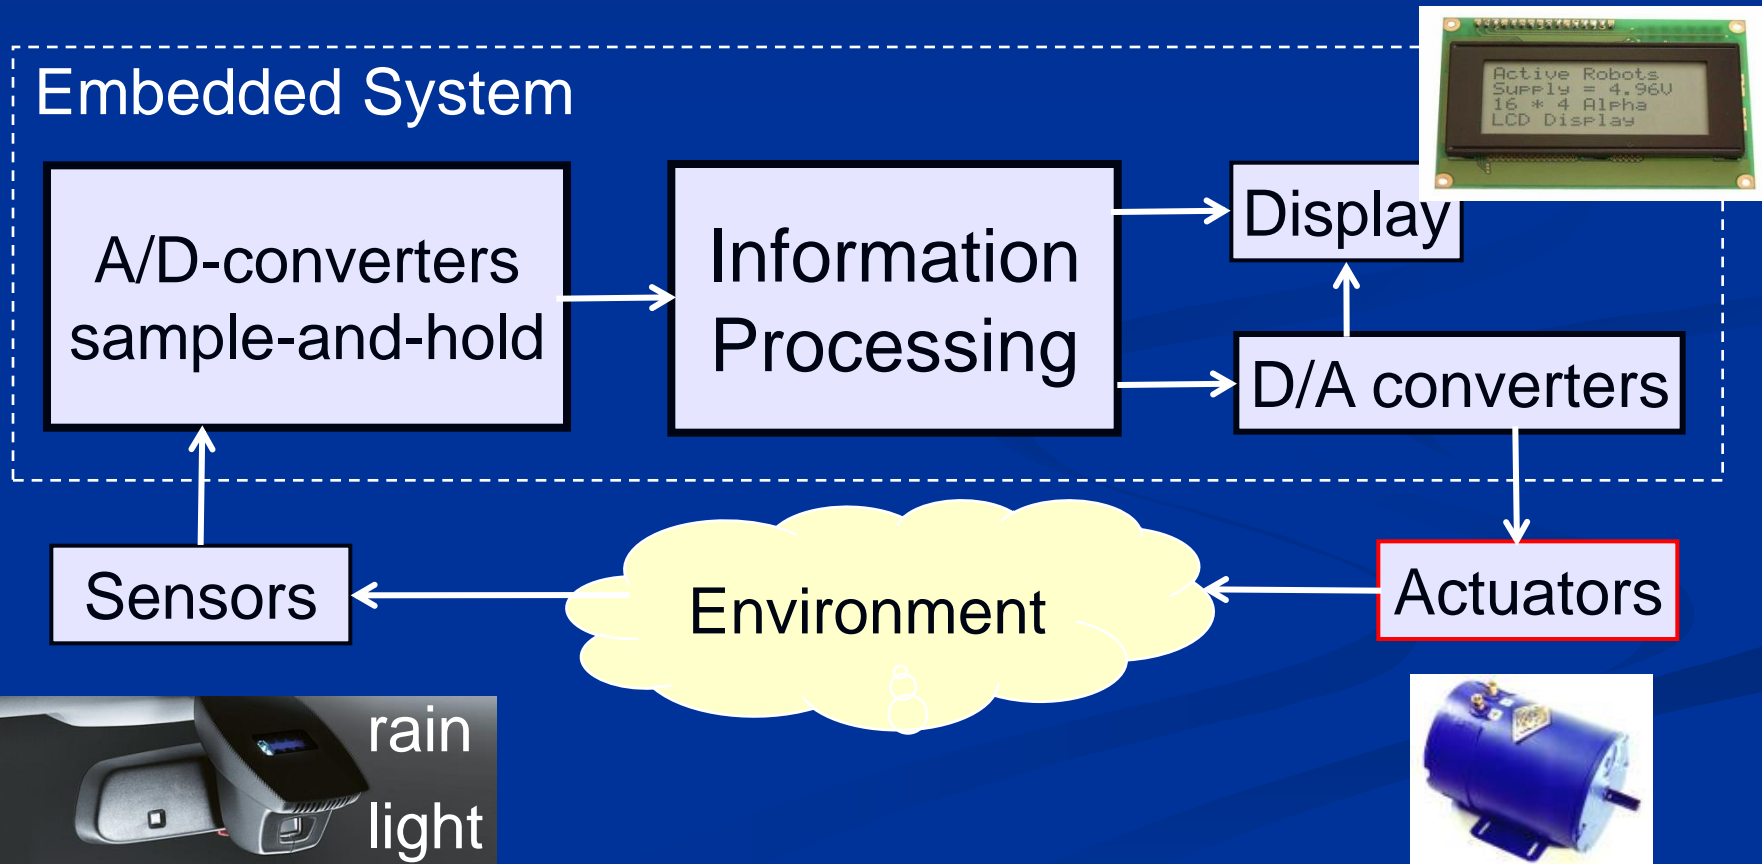 Embedded System
Active Robots
Supply = 4.96V
16 * 4 Alpha
LCD Display
A/D-converters
sample-and-hold
Information
Processing
Display
D/A converters
Sensors
Environment
Actuators
rain
light